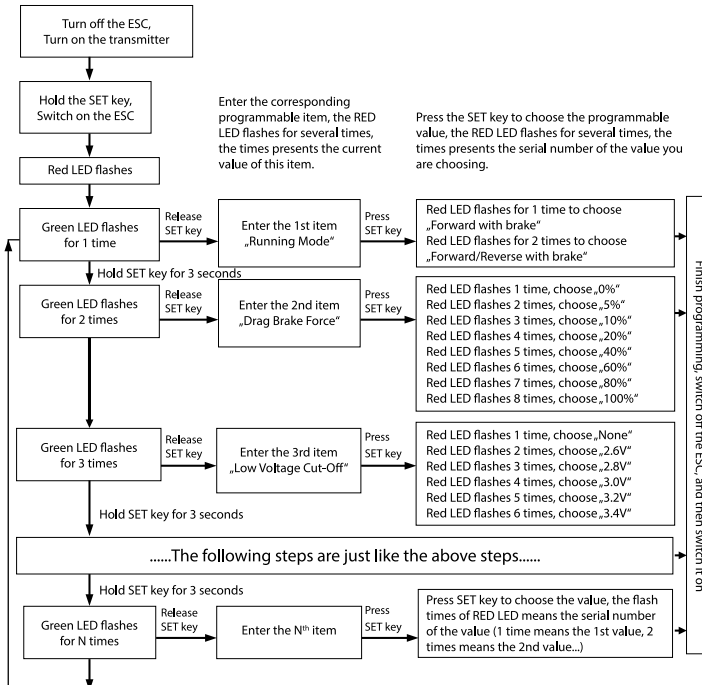 Turn off the ESC,
Turn on the transmitter
Hold the SET key,
Switch on the ESC
Enter the corresponding
programmable item, the RED
LED flashes for several times,
the times presents the current
value of this item.
Press the SET key to choose the programmable
value, the RED LED flashes for several times, the
times presents the serial number of the value you
are choosing.
Red LED flashes
Green LED flashes
for 1 time
Release
SET key
Enter the 1st item
„Running Mode“
Press
SET key
Red LED flashes for 1 time to choose
„Forward with brake“
Red LED flashes for 2 times to choose
„Forward/Reverse with brake“
Hold SET key for 3 seconds
Green LED flashes
for 2 times
Release
SET key
Enter the 2nd item
„Drag Brake Force“
Press
SET key
Red LED flashes 1 time, choose„0%“
Red LED flashes 2 times, choose„5%“
Red LED flashes 3 times, choose„10%“
Red LED flashes 4 times, choose„20%“
Red LED flashes 5 times, choose„40%“
Red LED flashes 6 times, choose„60%“
Red LED flashes 7 times, choose„80%“
Red LED flashes 8 times, choose„100%“
Green LED flashes
for 3 times
Release
SET key
Enter the 3rd item
„Low Voltage Cut-Off“
Press
SET key
Red LED flashes 1 time, choose„None“
Red LED flashes 2 times, choose„2.6V“
Red LED flashes 3 times, choose„2.8V“
Red LED flashes 4 times, choose„3.0V“
Red LED flashes 5 times, choose„3.2V“
Red LED flashes 6 times, choose„3.4V“
Hold SET key for 3 seconds
......The following steps are just like the above steps......
Hold SET key for 3 seconds
Green LED flashes
for N times
Release
SET key
Enter the Nth item
Press
SET key
Press SET key to choose the value, the flash
times of RED LED means the serial number
of the value (1 time means the 1st value, 2
times means the 2nd value...)
Finish programming, switch off the ESC, and then switch it on